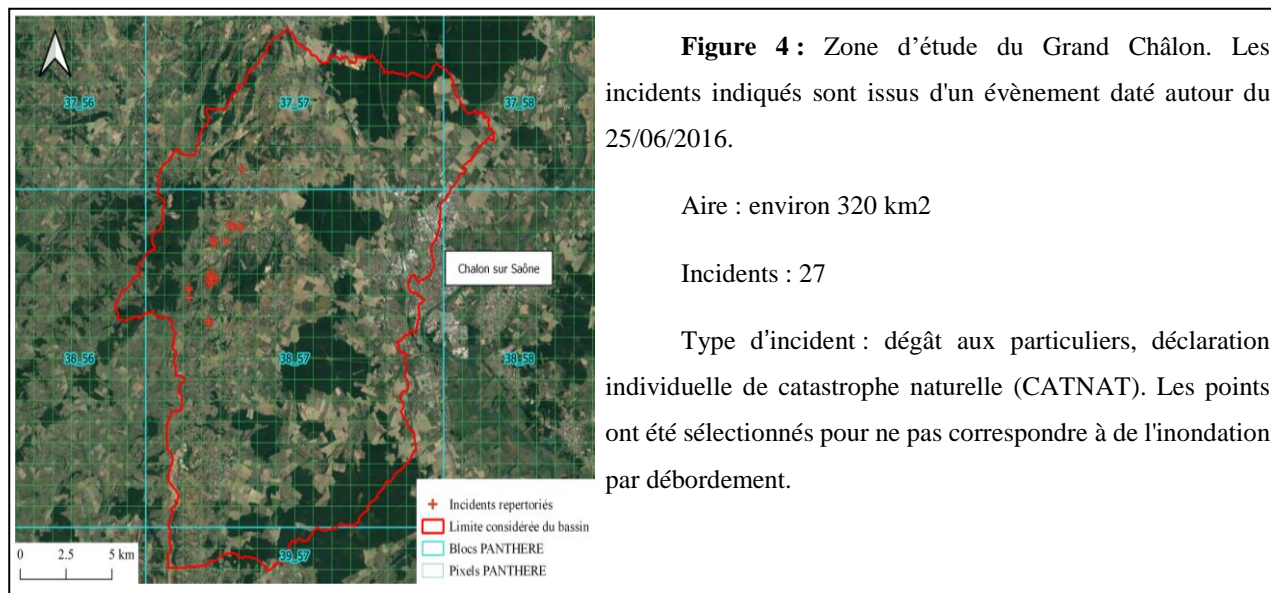 37_56
37_57
37_58
Chalon sur Saône
38_56
38_57
38_58
39_57
0 2.5 5 km
Incidents repertoriés
Limite considérée du bassin
Blocs PANTHERE
Pixels PANTHERE
Figure 4 : Zone d’étude du Grand Châlon. Les
incidents indiqués sont issus d'un évènement daté autour du
25/06/2016.
Aire : environ 320 km2
Incidents : 27
Type d’incident : dégât aux particuliers, déclaration
individuelle de catastrophe naturelle (CATNAT). Les points
ont été sélectionnés pour ne pas correspondre à de l'inondation
par débordement.